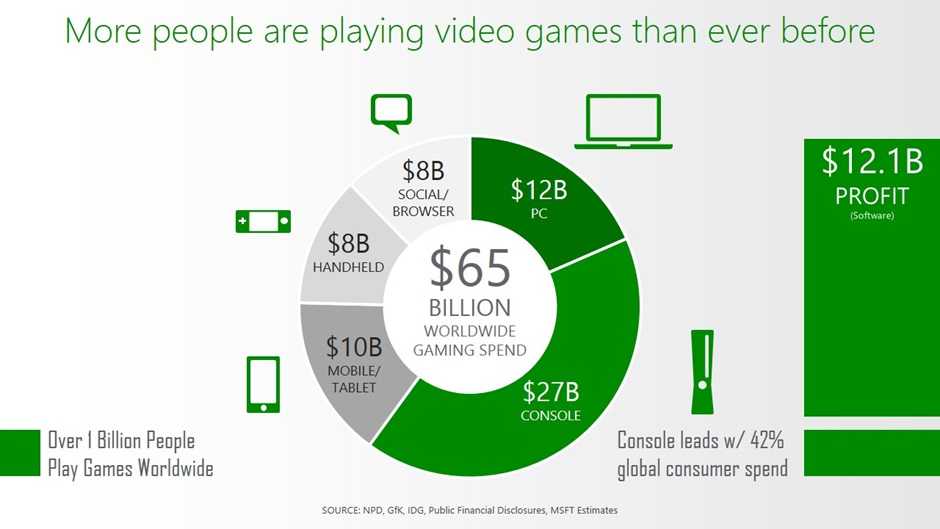 More people are playing video games than ever before
$8B
SOCIAL/
BROWSER
$12B
PC
$8B
HANDHELD
$65
BILLION
WORLDWIDE
GAMING SPEND
$10B
MOBILE/
TABLET
$27B
CONSOLE
$12.1B
PROFIT
(Software)
Over 1 Billion People
Play Games Worldwide
Console leads w/ 42%
global consumer spend
SOURCE: NPD, GfK, IDG, Public Financial Disclosures, MSFT Estimates